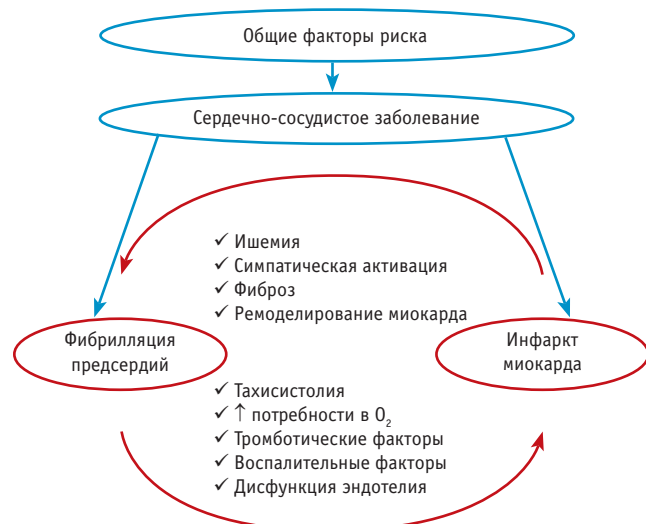 Общие факторы риска
Сердечно-сосудистое заболевание
✓ Ишемия
✓ Симпатическая активация
✓ Фиброз
✓ Ремоделирование миокарда
Фибрилляция
предсердий
Инфаркт
миокарда
✓ Тахисистолия
✓ ↑ потребности в O₂
✓ Тромботические факторы
✓ Воспалительные факторы
✓ Дисфункция эндотелия